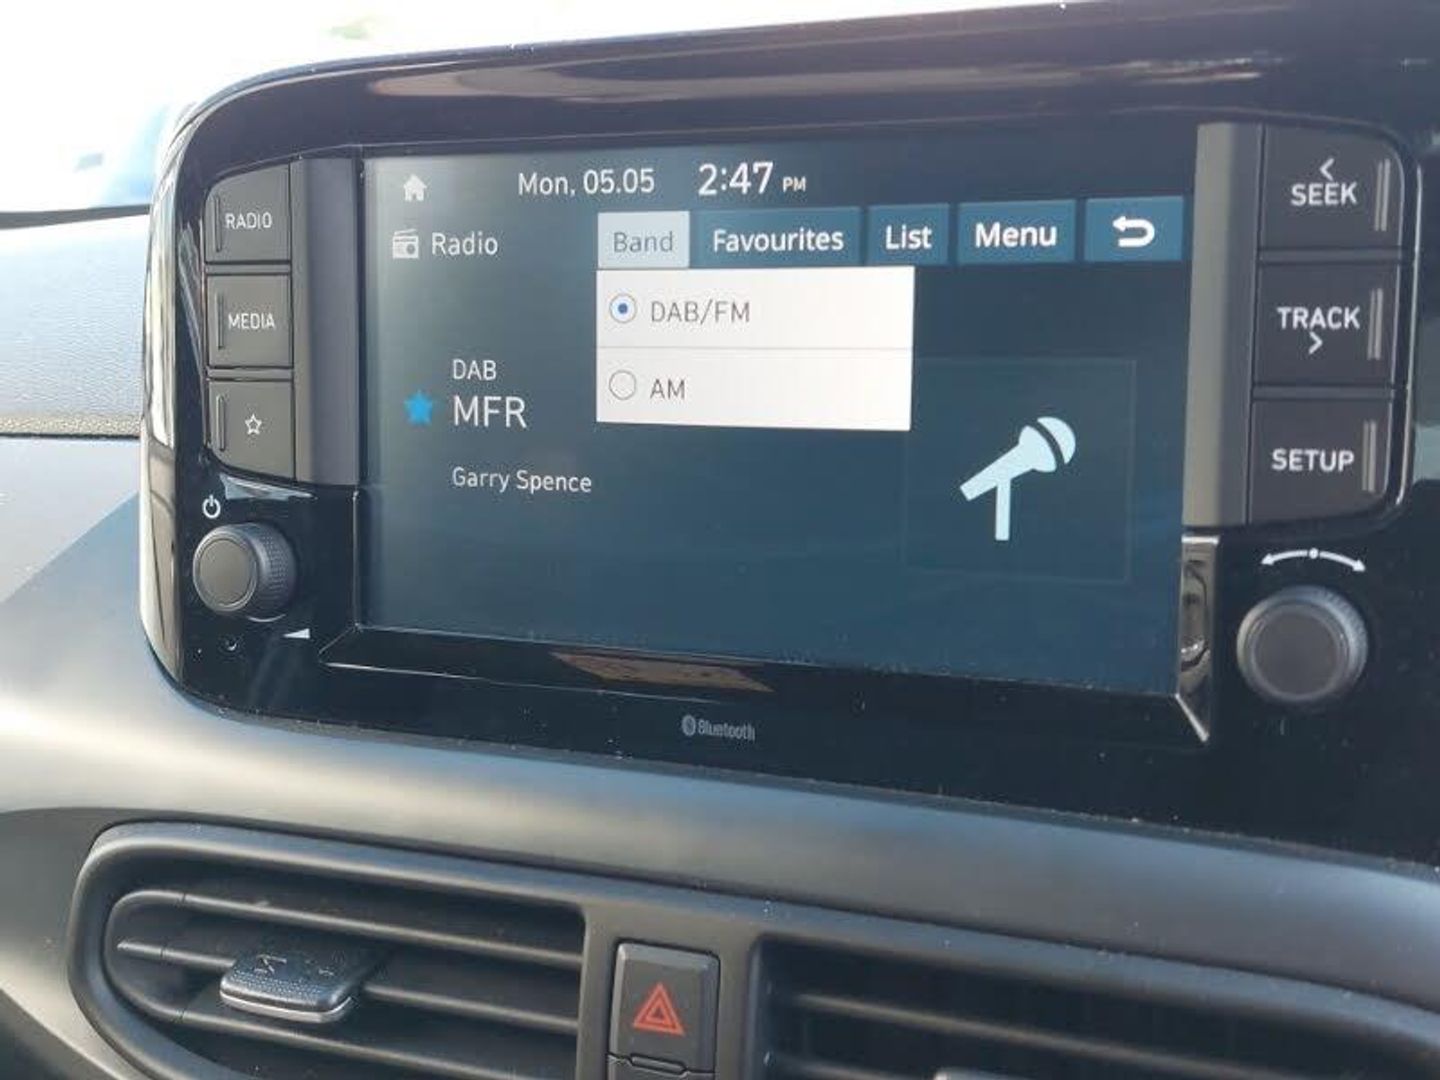 Mon, 05.05 2:47 PM
Radio
Band Favourites List Menu
DAB/FM
AM
DAB
MFR
Garry Spence
RADIO
MEDIA
SEEK
TRACK
SETUP
Bluetooth